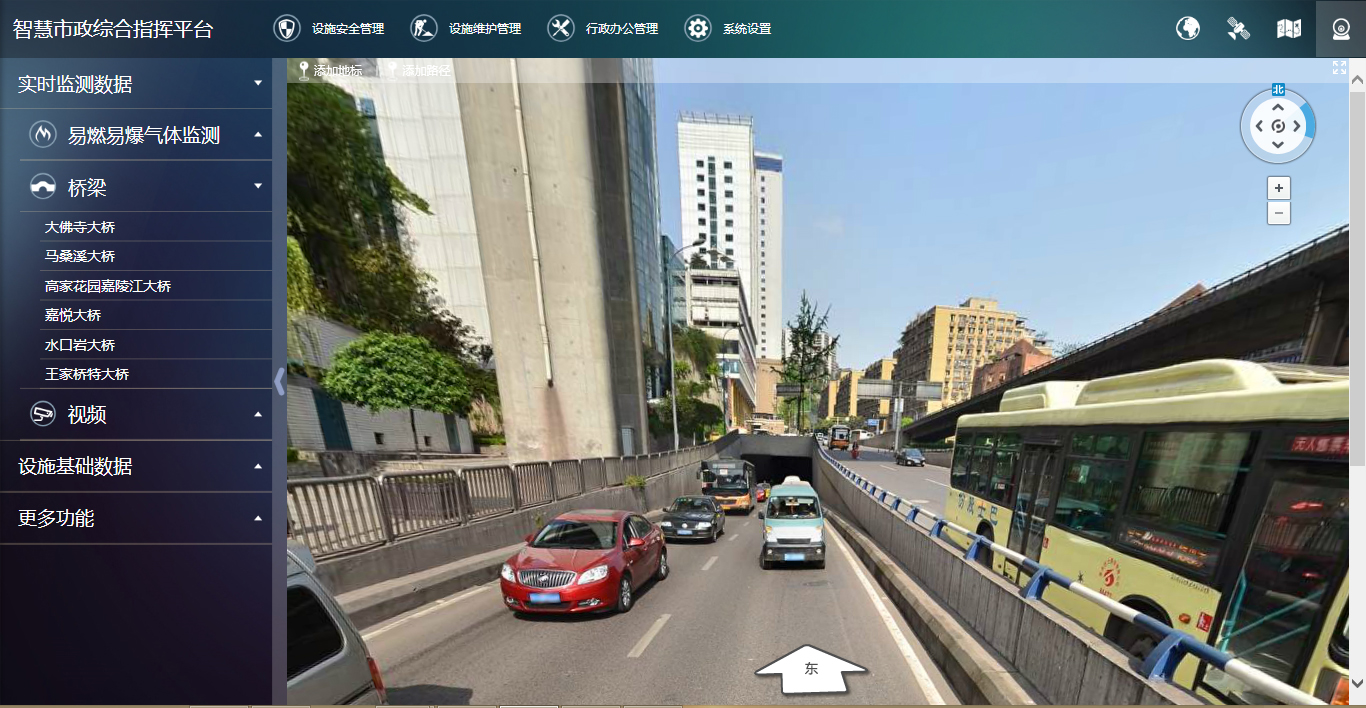 智慧市政综合指挥平台
设施安全管理
设施维护管理
行政办公管理
系统设置
实时监测数据
易燃易爆气体监测
桥梁
大佛寺大桥
马桑溪大桥
高家花园嘉陵江大桥
嘉悦大桥
水口岩大桥
王家桥特大桥
视频
设施基础数据
更多功能
添加地标
添加路径
北
东